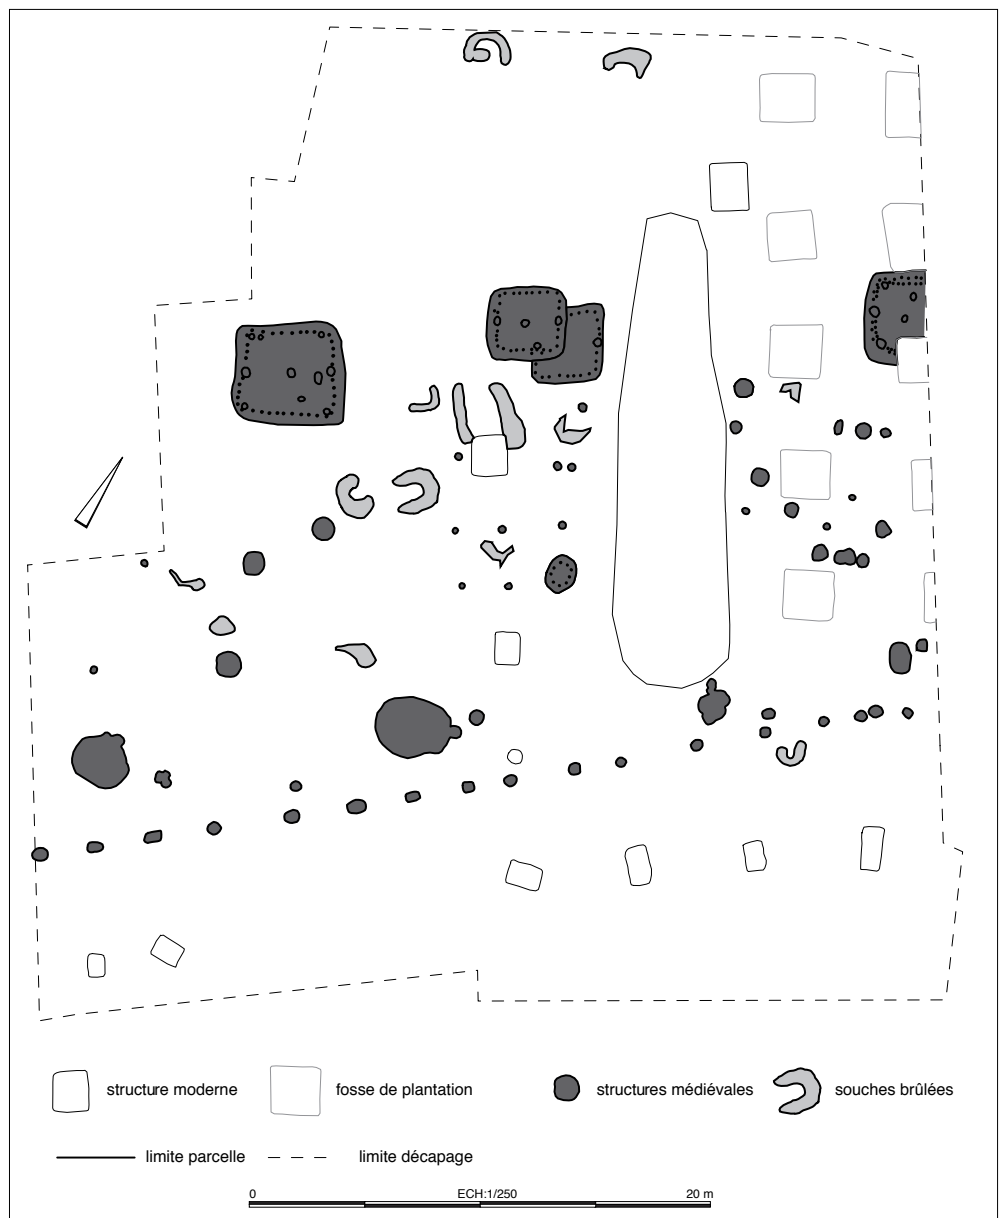 structure moderne fosse de plantation structures médiévales souches brûlées
limite parcelle limite décapage
0 ECH:1/250 20 m